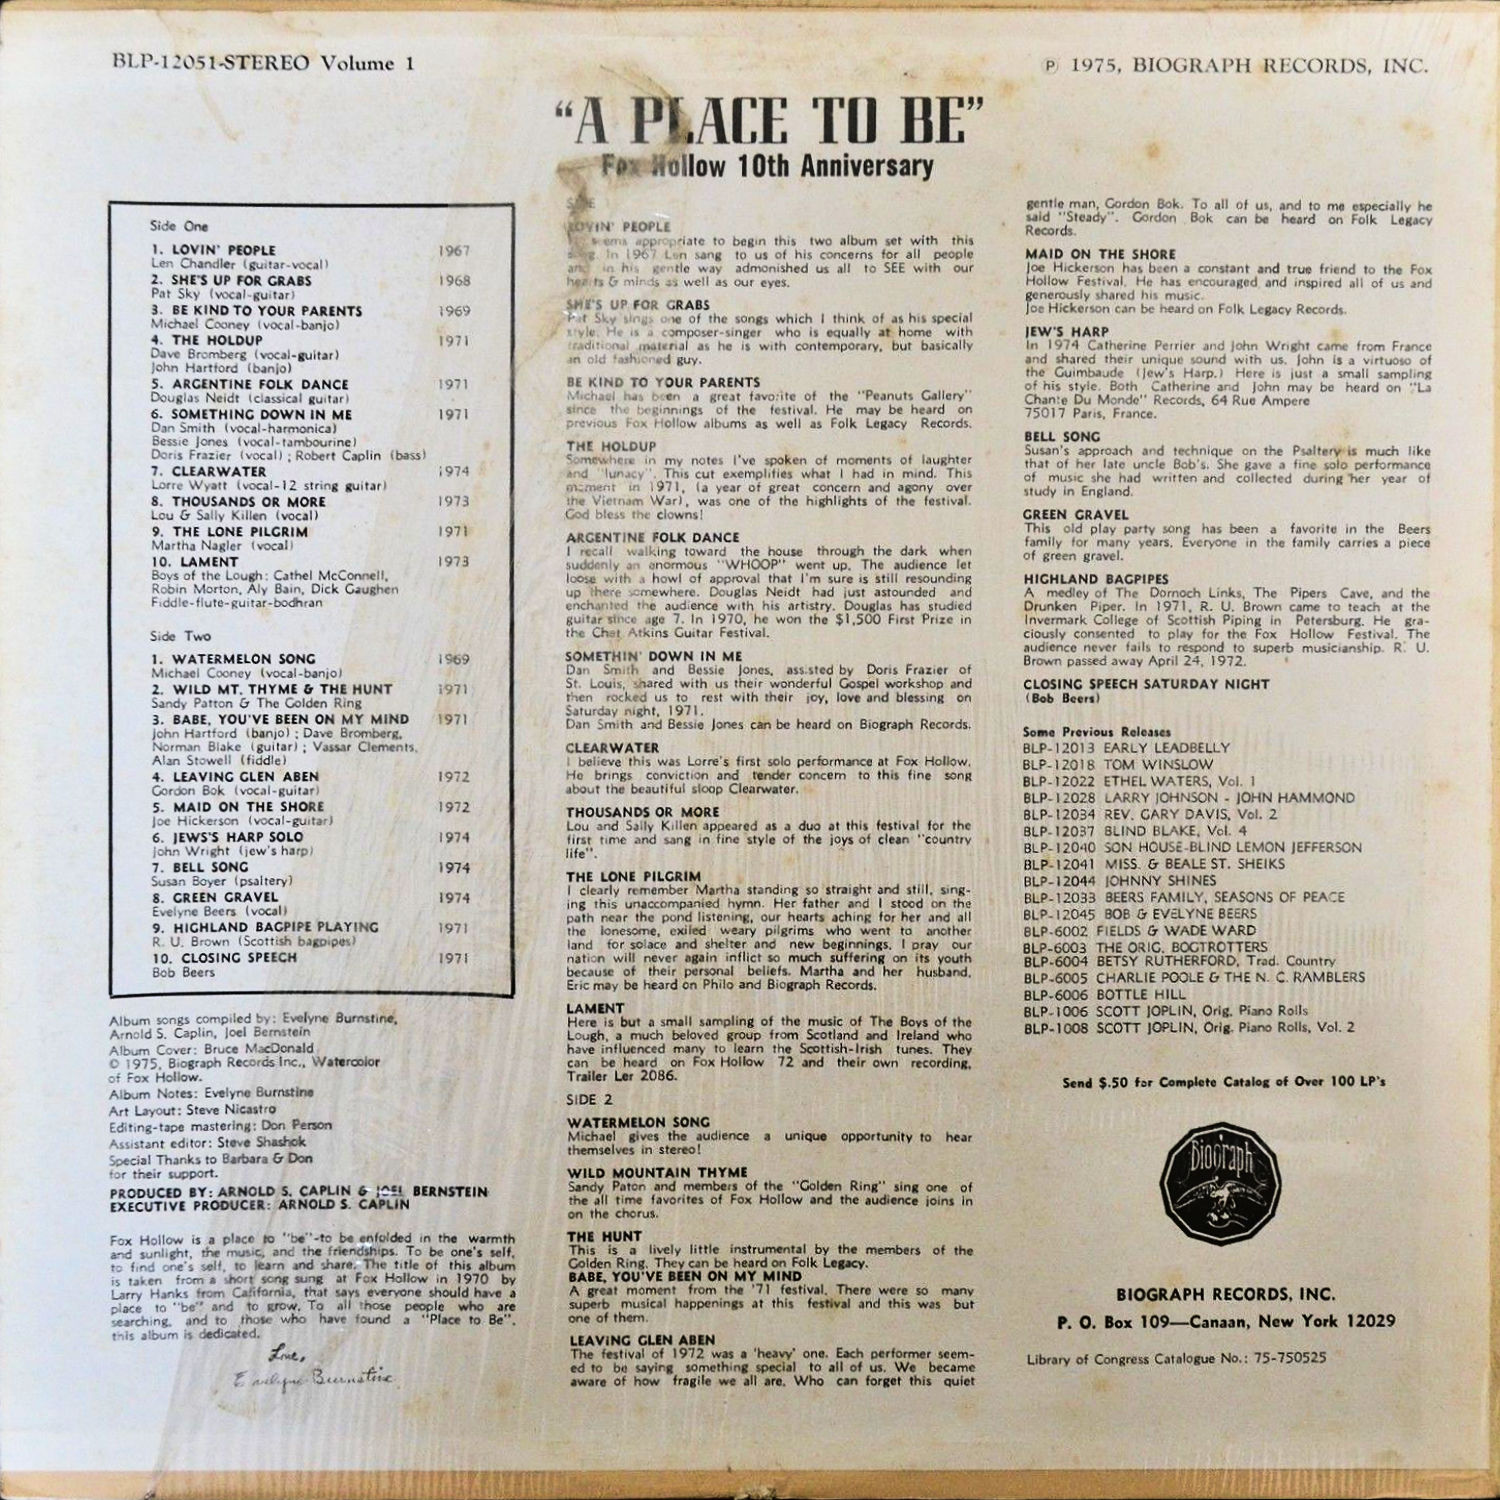 BLP-12051-STEREO Volume 1
℗ 1975, BIOGRAPH RECORDS, INC.
"A PLACE TO BE"
Fox Hollow 10th Anniversary
Side One
1. LOVIN' PEOPLE 1967
Len Chandler (guitar-vocal)
2. SHE'S UP FOR GRABS 1968
Pat Sky (vocal-guitar)
3. BE KIND TO YOUR PARENTS 1969
Michael Cooney (vocal-banjo)
4. THE HOLDUP 1971
Dave Bromberg (vocal-guitar)
John Hartford (banjo)
5. ARGENTINE FOLK DANCE 1971
Douglas Neidt (classical guitar)
6. SOMETHING DOWN IN ME 1971
Dan Smith (vocal-harmonica)
Bessie Jones (vocal-tambourine)
Doris Frazier (vocal) ; Robert Caplin (bass)
7. CLEARWATER 1974
Lorre Wyatt (vocal-12 string guitar)
8. THOUSANDS OR MORE 1973
Lou & Sally Killen (vocal)
9. THE LONE PILGRIM 1971
Martha Nagler (vocal)
10. LAMENT 1973
Boys of the Lough: Cathel McConnell,
Robin Morton, Aly Bain, Dick Gaughen
Fiddle-flute-guitar-bodhran
Side Two
1. WATERMELON SONG 1969
Michael Cooney (vocal-banjo)
2. WILD MT. THYME & THE HUNT 1971
Sandy Patton & The Golden Ring
3. BABE, YOU'VE BEEN ON MY MIND 1971
John Hartford (banjo) ; Dave Bromberg,
Norman Blake (guitar) ; Vassar Clements,
Alan Stowell (fiddle)
4. LEAVING GLEN ABEN 1972
Gordon Bok (vocal-guitar)
5. MAID ON THE SHORE 1972
Joe Hickerson (vocal-guitar)
6. JEWS'S HARP SOLO 1974
John Wright (jew's harp)
7. BELL SONG 1974
Susan Boyer (psaltery)
8. GREEN GRAVEL 1974
Evelyne Beers (vocal)
9. HIGHLAND BAGPIPE PLAYING 1971
R. U. Brown (Scottish bagpipes)
10. CLOSING SPEECH 1971
Bob Beers
Album songs compiled by: Evelyne Burnstine,
Arnold S. Caplin, Joel Bernstein
Album Cover: Bruce MacDonald
© 1975, Biograph Records Inc., Watercolor
of Fox Hollow.
Album Notes: Evelyne Burnstine
Art Layout: Steve Nicastro
Editing-tape mastering: Don Person
Assistant editor: Steve Shashok
Special Thanks to Barbara & Don
for their support.
PRODUCED BY: ARNOLD S. CAPLIN & JOEL BERNSTEIN
EXECUTIVE PRODUCER: ARNOLD S. CAPLIN
Fox Hollow is a place to "be"-to be enfolded in the warmth
and sunlight, the music, and the friendships. To be one's self,
to find one's self, to learn and share. The title of this album
is taken from a short song sung at Fox Hollow in 1970 by
Larry Hanks from California, that says everyone should have a
place to "be" and to grow. To all those people who are
searching, and to those who have found a "Place to Be",
this album is dedicated.
Love,
Evelyne Burnstine
SIDE
LOVIN' PEOPLE
seems appropriate to begin this two album set with this
song. In 1967 Len sang to us of his concerns for all people
and in his gentle way admonished us all to SEE with our
hearts & minds as well as our eyes.
SHE'S UP FOR GRABS
Pat Sky sings one of the songs which I think of as his special
style. He is a composer-singer who is equally at home with
traditional material as he is with contemporary, but basically
an old fashioned guy.
BE KIND TO YOUR PARENTS
Michael has been a great favorite of the "Peanuts Gallery"
since the beginnings of the festival. He may be heard on
previous Fox Hollow albums as well as Folk Legacy Records.
THE HOLDUP
Somewhere in my notes I've spoken of moments of laughter
and "lunacy". This cut exemplifies what I had in mind. This
moment in 1971, (a year of great concern and agony over
the Vietnam War), was one of the highlights of the festival.
God bless the clowns!
ARGENTINE FOLK DANCE
I recall walking toward the house through the dark when
suddenly an enormous "WHOOP" went up. The audience let
loose with a howl of approval that I'm sure is still resounding
up there somewhere. Douglas Neidt had just astounded and
enchanted the audience with his artistry. Douglas has studied
guitar since age 7. In 1970, he won the $1,500 First Prize in
the Chet Atkins Guitar Festival.
SOMETHIN' DOWN IN ME
Dan Smith and Bessie Jones, assisted by Doris Frazier of
St. Louis, shared with us their wonderful Gospel workshop and
then rocked us to rest with their joy, love and blessing on
Saturday night, 1971.
Dan Smith and Bessie Jones can be heard on Biograph Records.
CLEARWATER
I believe this was Lorre's first solo performance at Fox Hollow.
He brings conviction and tender concern to this fine song
about the beautiful sloop Clearwater.
THOUSANDS OR MORE
Lou and Sally Killen appeared as a duo at this festival for the
first time and sang in fine style of the joys of clean "country
life".
THE LONE PILGRIM
I clearly remember Martha standing so straight and still, sing-
ing this unaccompanied hymn. Her father and I stood on the
path near the pond listening, our hearts aching for her and all
the lonesome, exiled weary pilgrims who went to another
land for solace and shelter and new beginnings. I pray our
nation will never again inflict so much suffering on its youth
because of their personal beliefs. Martha and her husband,
Eric may be heard on Philo and Biograph Records.
LAMENT
Here is but a small sampling of the music of The Boys of the
Lough, a much beloved group from Scotland and Ireland who
have influenced many to learn the Scottish-Irish tunes. They
can be heard on Fox Hollow 72 and their own recording,
Trailer Ler 2086.
SIDE 2
WATERMELON SONG
Michael gives the audience a unique opportunity to hear
themselves in stereo!
WILD MOUNTAIN THYME
Sandy Paton and members of the "Golden Ring" sing one of
the all time favorites of Fox Hollow and the audience joins in
on the chorus.
THE HUNT
This is a lively little instrumental by the members of the
Golden Ring. They can be heard on Folk Legacy.
BABE, YOU'VE BEEN ON MY MIND
A great moment from the '71 festival. There were so many
superb musical happenings at this festival and this was but
one of them.
LEAVING GLEN ABEN
The festival of 1972 was a 'heavy' one. Each performer seem-
ed to be saying something special to all of us. We became
aware of how fragile we all are. Who can forget this quiet
gentle man, Gordon Bok. To all of us, and to me especially he
said "Steady". Gordon Bok can be heard on Folk Legacy
Records.
MAID ON THE SHORE
Joe Hickerson has been a constant and true friend to the Fox
Hollow Festival. He has encouraged and inspired all of us and
generously shared his music.
Joe Hickerson can be heard on Folk Legacy Records.
JEW'S HARP
In 1974 Catherine Perrier and John Wright came from France
and shared their unique sound with us. John is a virtuoso of
the Guimbaude (Jew's Harp.) Here is just a small sampling
of his style. Both Catherine and John may be heard on "La
Chante Du Monde" Records, 64 Rue Ampere
75017 Paris, France.
BELL SONG
Susan's approach and technique on the Psaltery is much like
that of her late uncle Bob's. She gave a fine solo performance
of music she had written and collected during her year of
study in England.
GREEN GRAVEL
This old play party song has been a favorite in the Beers
family for many years. Everyone in the family carries a piece
of green gravel.
HIGHLAND BAGPIPES
A medley of The Dornoch Links, The Pipers Cave, and the
Drunken Piper. In 1971, R. U. Brown came to teach at the
Invermark College of Scottish Piping in Petersburg. He gra-
ciously consented to play for the Fox Hollow Festival. The
audience never fails to respond to superb musicianship. R. U.
Brown passed away April 24, 1972.
CLOSING SPEECH SATURDAY NIGHT
(Bob Beers)
Some Previous Releases
BLP-12013 EARLY LEADBELLY
BLP-12018 TOM WINSLOW
BLP-12022 ETHEL WATERS, Vol. 1
BLP-12028 LARRY JOHNSON - JOHN HAMMOND
BLP-12034 REV. GARY DAVIS, Vol. 2
BLP-12037 BLIND BLAKE, Vol. 4
BLP-12040 SON HOUSE-BLIND LEMON JEFFERSON
BLP-12041 MISS. & BEALE ST. SHEIKS
BLP-12044 JOHNNY SHINES
BLP-12033 BEERS FAMILY, SEASONS OF PEACE
BLP-12045 BOB & EVELYNE BEERS
BLP-6002 FIELDS & WADE WARD
BLP-6003 THE ORIG. BOGTROTTERS
BLP-6004 BETSY RUTHERFORD, Trad. Country
BLP-6005 CHARLIE POOLE & THE N. C. RAMBLERS
BLP-6006 BOTTLE HILL
BLP-1006 SCOTT JOPLIN, Orig. Piano Rolls
BLP-1008 SCOTT JOPLIN, Orig. Piano Rolls, Vol. 2
Send $.50 for Complete Catalog of Over 100 LP's
Biograph
BIOGRAPH RECORDS, INC.
P. O. Box 109—Canaan, New York 12029
Library of Congress Catalogue No.: 75-750525